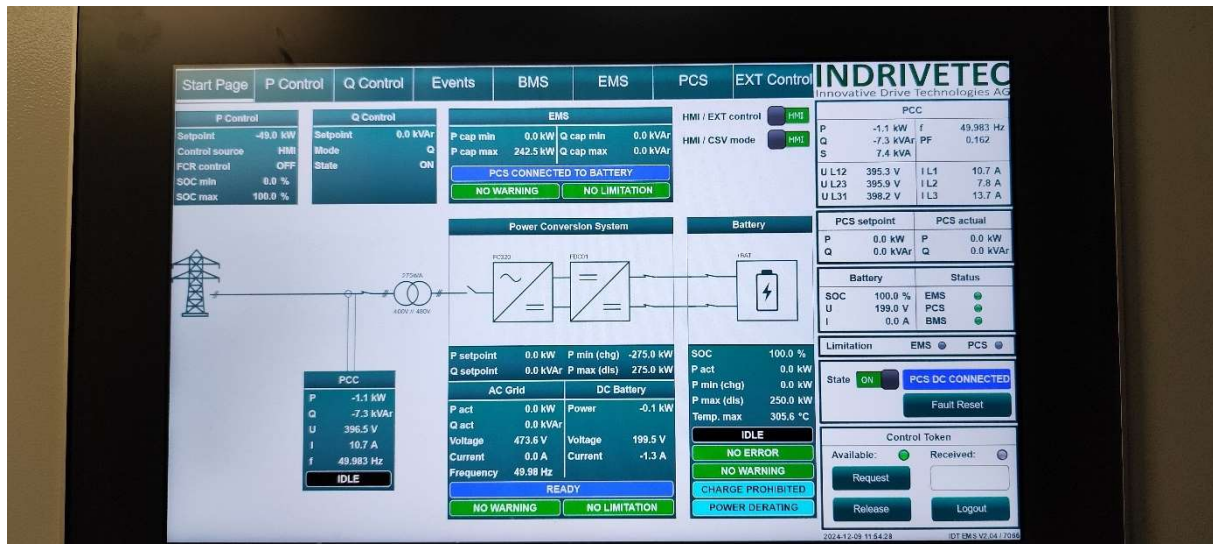 Start Page P Control Q Control Events BMS EMS PCS EXT Control
INDRIVETEC
Innovative Drive Technologies AG
P Control
Setpoint -49.0 kW
Control source HMI
FCR control OFF
SOC min 0.0 %
SOC max 100.0 %
Q Control
Setpoint 0.0 kVAr
Mode Q
State ON
EMS
P cap min 0.0 kW Q cap min 0.0 kVAr
P cap max 242.5 kW Q cap max 0.0 kVAr
PCS CONNECTED TO BATTERY
NO WARNING NO LIMITATION
HMI / EXT control HMI
HMI / CSV mode HMI
PCC
P -1.1 kW f 49.983 Hz
Q -7.3 kVAr PF 0.162
S 7.4 kVA
U L12 395.3 V I L1 10.7 A
U L23 395.9 V I L2 7.8 A
U L31 398.2 V I L3 13.7 A
PCS setpoint PCS actual
P 0.0 kW P 0.0 kW
Q 0.0 kVAr Q 0.0 kVAr
Battery Status
SOC 100.0 % EMS
U 199.0 V PCS
I 0.0 A BMS
Limitation EMS PCS
State ON PCS DC CONNECTED
Fault Reset
Control Token
Available: Received:
Request
Release Logout
2024-12-09 11:54:28
Power Conversion System
Battery
400V // 480V
PCC
P -1.1 kW
Q -7.3 kVAr
U 396.5 V
I 10.7 A
f 49.983 Hz
IDLE
P setpoint 0.0 kW P min (chg) -275.0 kW
Q setpoint 0.0 kVAr P max (dis) 275.0 kW
AC Grid DC Battery
P act 0.0 kW Power -0.1 kW
Q act 0.0 kVAr
Voltage 473.6 V Voltage 199.5 V
Current 0.0 A Current -1.3 A
Frequency 49.98 Hz
READY
NO WARNING NO LIMITATION
SOC 100.0 %
P act 0.0 kW
P min (chg) 0.0 kW
P max (dis) 250.0 kW
Temp. max 305.6 °C
IDLE
NO ERROR
NO WARNING
CHARGE PROHIBITED
POWER DERATING